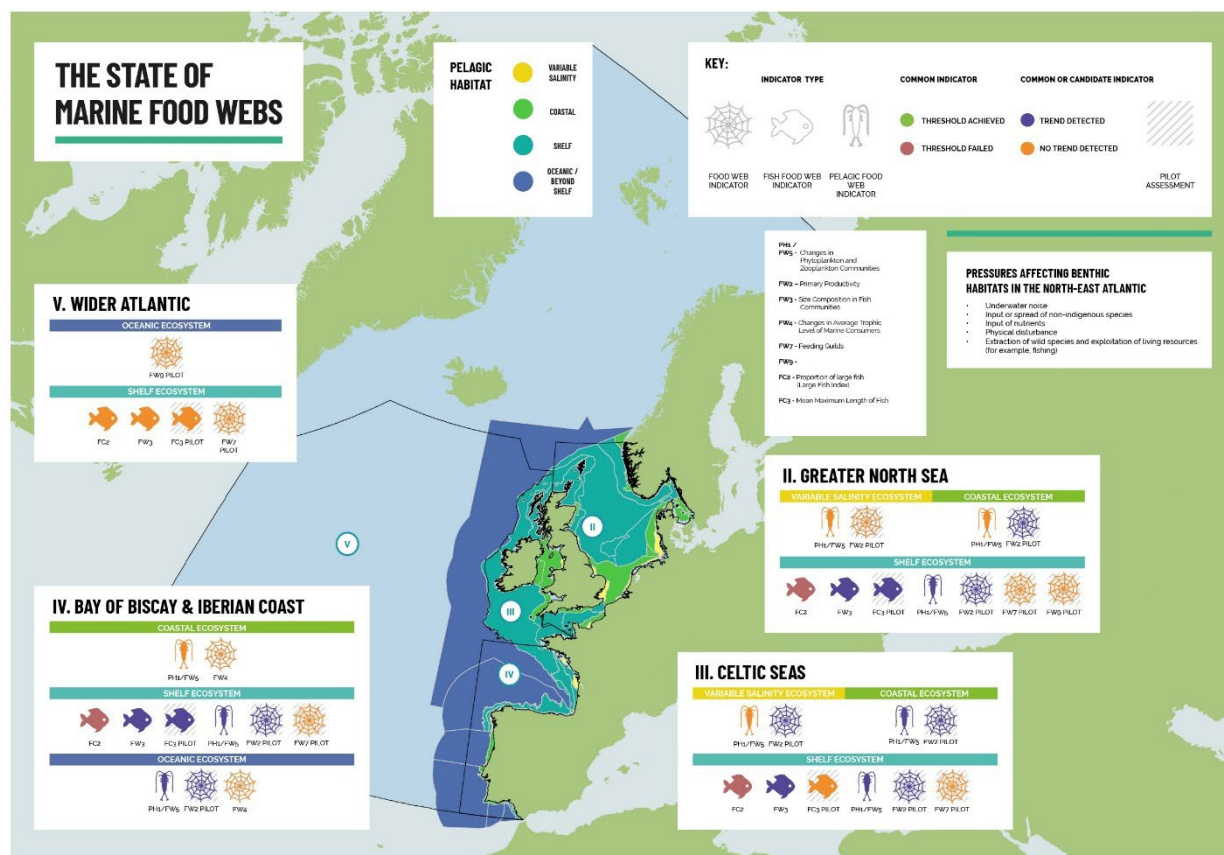 THE STATE OF
MARINE FOOD WEBS
PELAGIC
HABITAT
VARIABLE
SALINITY
COASTAL
SHELF
OCEANIC /
BEYOND
SHELF
KEY:
INDICATOR TYPE
COMMON INDICATOR
COMMON OR CANDIDATE INDICATOR
THRESHOLD ACHIEVED
TREND DETECTED
THRESHOLD FAILED
NO TREND DETECTED
FOOD WEB
INDICATOR
FISH FOOD WEB
INDICATOR
PELAGIC FOOD
WEB
INDICATOR
PILOT
ASSESSMENT
PH1 /
FW5 - Changes in
Phytoplankton and
Zooplankton Communities
FW2 – Primary Productivity
FW3 - Size Composition in Fish
Communities
FW4 - Changes in Average Trophic
Level of Marine Consumers
FW7 - Feeding Guilds
FW9 -
FC2 - Proportion of large fish
(Large Fish Index)
FC3 - Mean Maximum Length of Fish
PRESSURES AFFECTING BENTHIC
HABITATS IN THE NORTH-EAST ATLANTIC
• Underwater noise
• Input or spread of non-indigenous species
• Input of nutrients
• Physical disturbance
• Extraction of wild species and exploitation of living resources
(for example, fishing)
V. WIDER ATLANTIC
OCEANIC ECOSYSTEM
FW9 PILOT
SHELF ECOSYSTEM
FC2 FW3 FC3 PILOT FW7
PILOT
II. GREATER NORTH SEA
VARIABLE SALINITY ECOSYSTEM COASTAL ECOSYSTEM
PH1/FW5 FW2 PILOT PH1/FW5 FW2 PILOT
SHELF ECOSYSTEM
FC2 FW3 FC3 PILOT PH1/FW5 FW2 PILOT FW7 PILOT FW9 PILOT
II
V
III
IV
IV. BAY OF BISCAY & IBERIAN COAST
COASTAL ECOSYSTEM
PH1/FW5 FW4
SHELF ECOSYSTEM
FC2 FW3 FC3 PILOT PH1/FW5 FW2 PILOT FW7 PILOT
OCEANIC ECOSYSTEM
PH1/FW5 FW2 PILOT FW4
III. CELTIC SEAS
VARIABLE SALINITY ECOSYSTEM COASTAL ECOSYSTEM
PH1/FW5 FW2 PILOT PH1/FW5 FW2 PILOT
SHELF ECOSYSTEM
FC2 FW3 FC3 PILOT PH1/FW5 FW2 PILOT FW7 PILOT